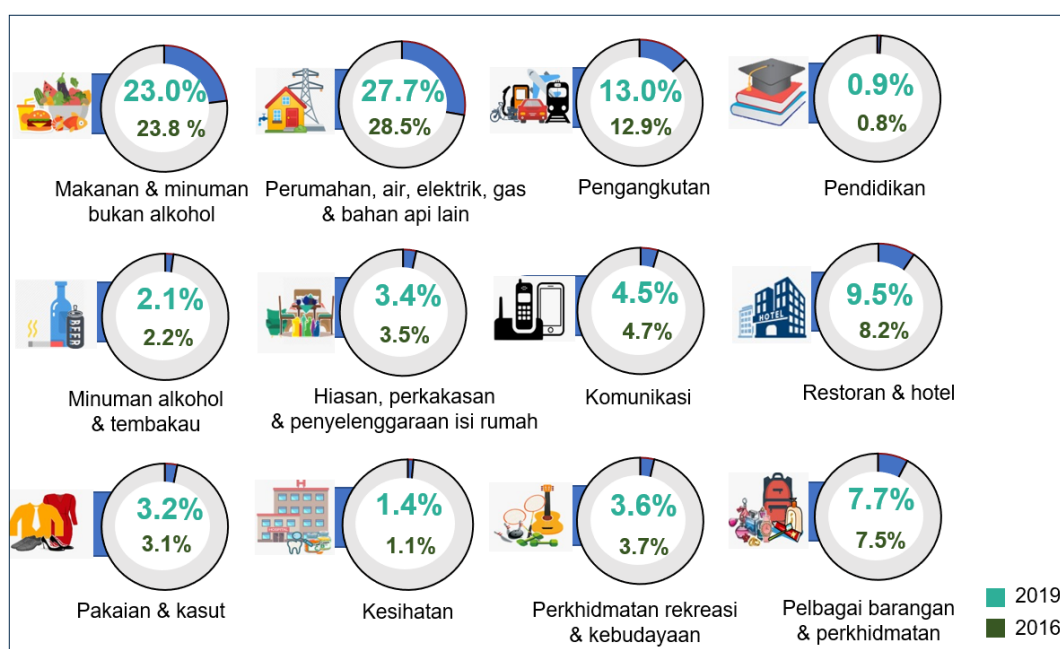 23.0%
23.8 %
Makanan & minuman
bukan alkohol
27.7%
28.5%
Perumahan, air, elektrik, gas
& bahan api lain
13.0%
12.9%
Pengangkutan
0.9%
0.8%
Pendidikan
BEER
2.1%
2.2%
Minuman alkohol
& tembakau
3.4%
3.5%
Hiasan, perkakasan
& penyelenggaraan isi rumah
4.5%
4.7%
Komunikasi
HOTEL
9.5%
8.2%
Restoran & hotel
3.2%
3.1%
Pakaian & kasut
H
1.4%
1.1%
Kesihatan
3.6%
3.7%
Perkhidmatan rekreasi
& kebudayaan
7.7%
7.5%
Pelbagai barangan
& perkhidmatan
2019
2016